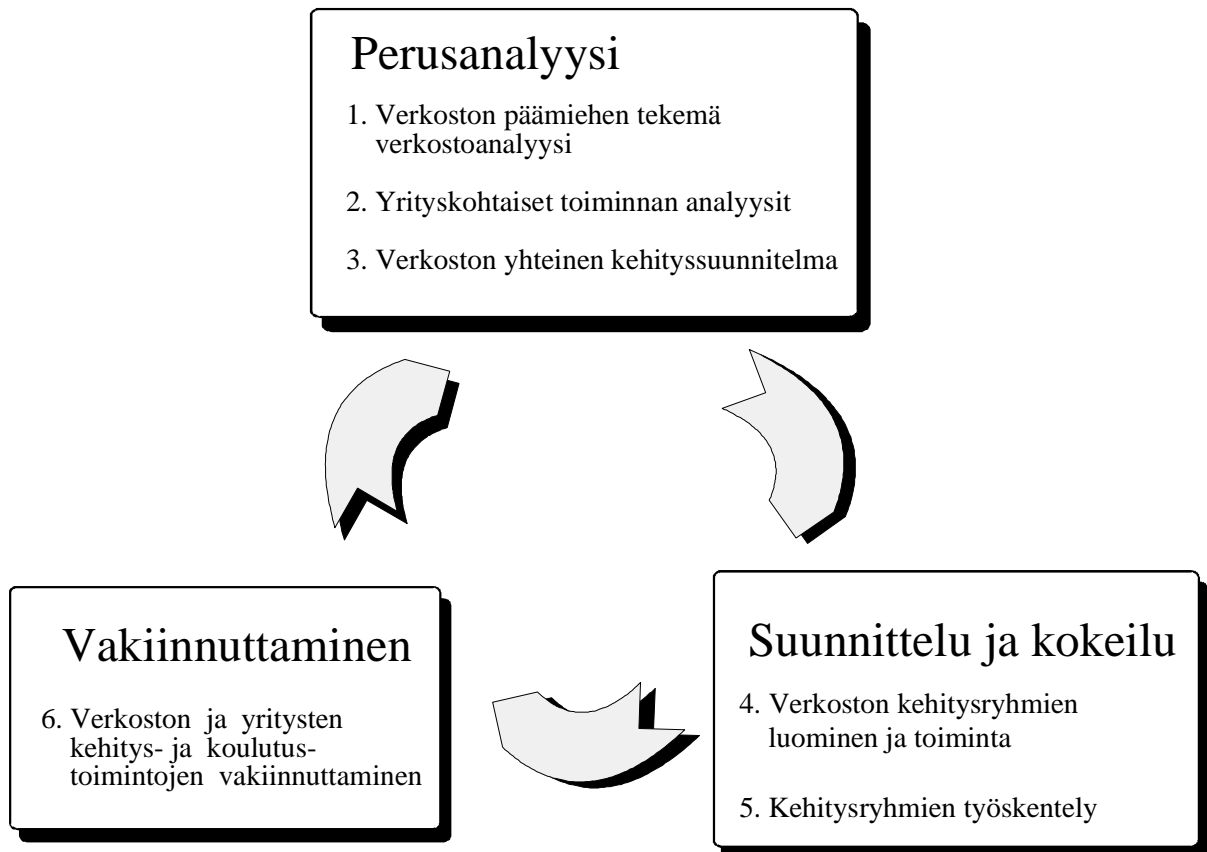 Perusanalyysi
1. Verkoston päämiehen tekemä
verkostoanalyysi
2. Yrityskohtaiset toiminnan analyysit
3. Verkoston yhteinen kehityssuunnitelma
Vakiinnuttaminen
6. Verkoston ja yritysten
kehitys- ja koulutus-
toimintojen vakiinnuttaminen
Suunnittelu ja kokeilu
4. Verkoston kehitysryhmien
luominen ja toiminta
5. Kehitysryhmien työskentely